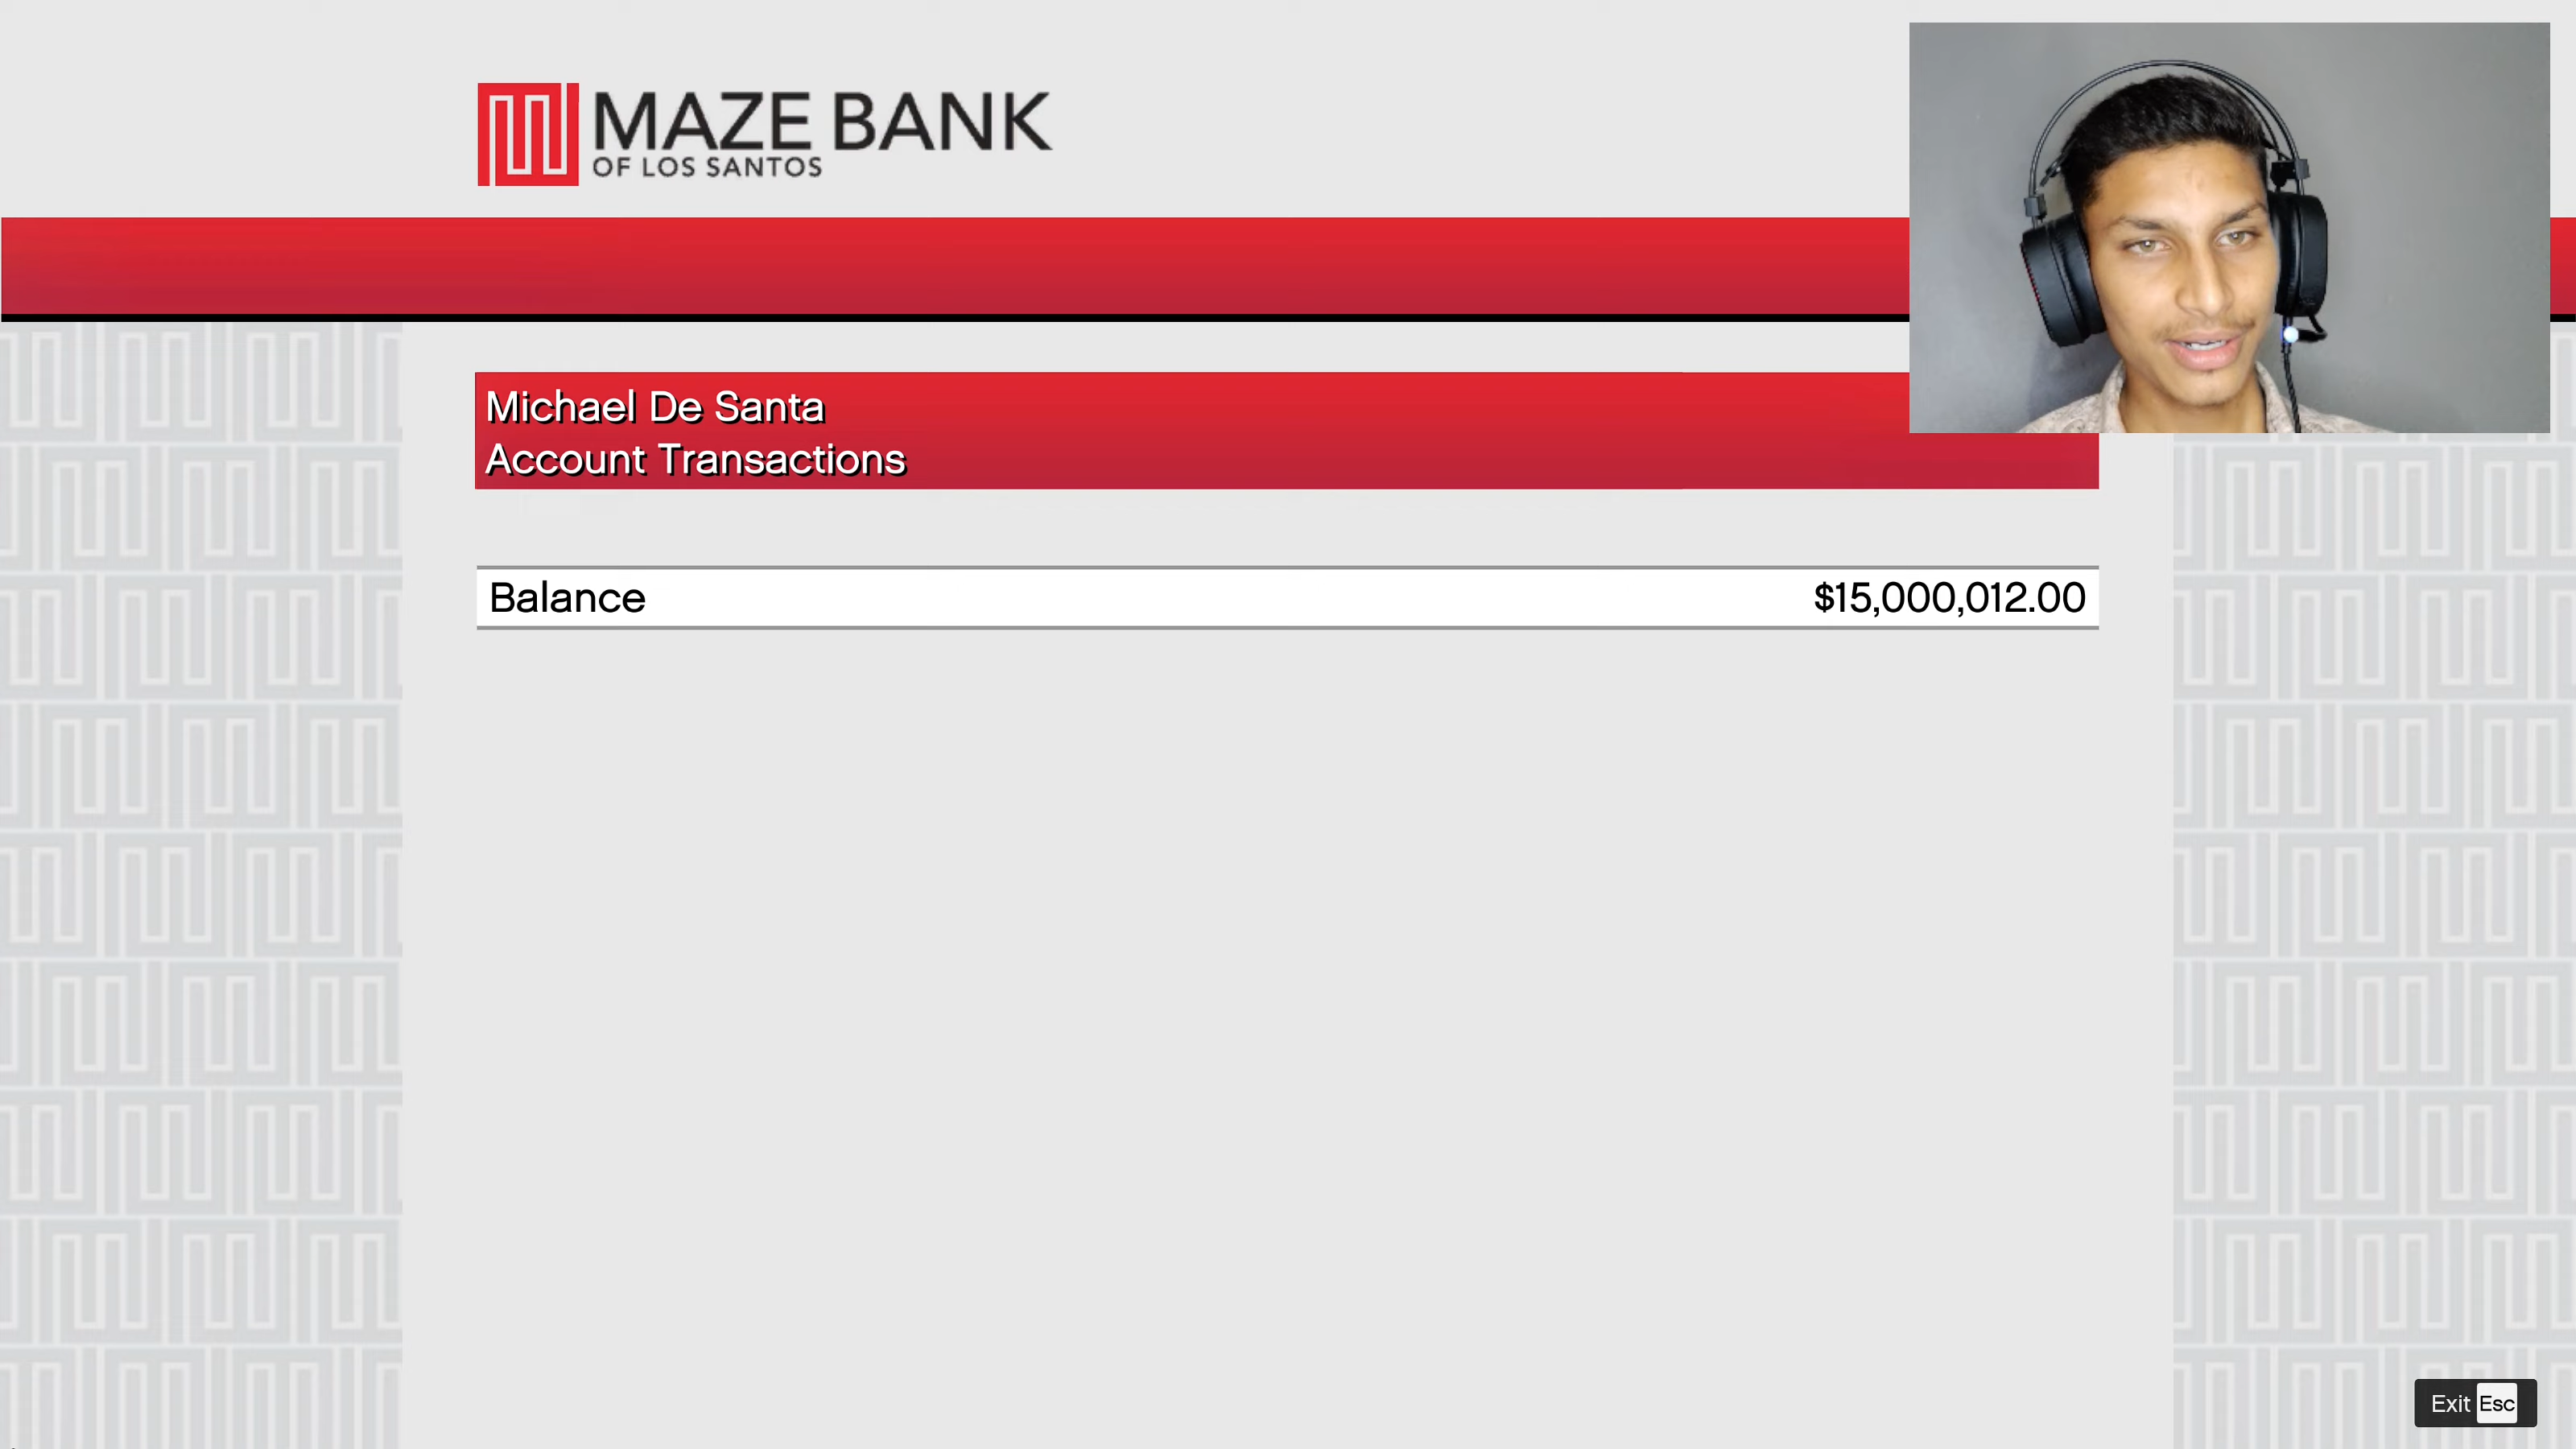 MAZE BANK
OF LOS SANTOS
Michael De Santa
Account Transactions
Balance $15,000,012.00
Exit Esc